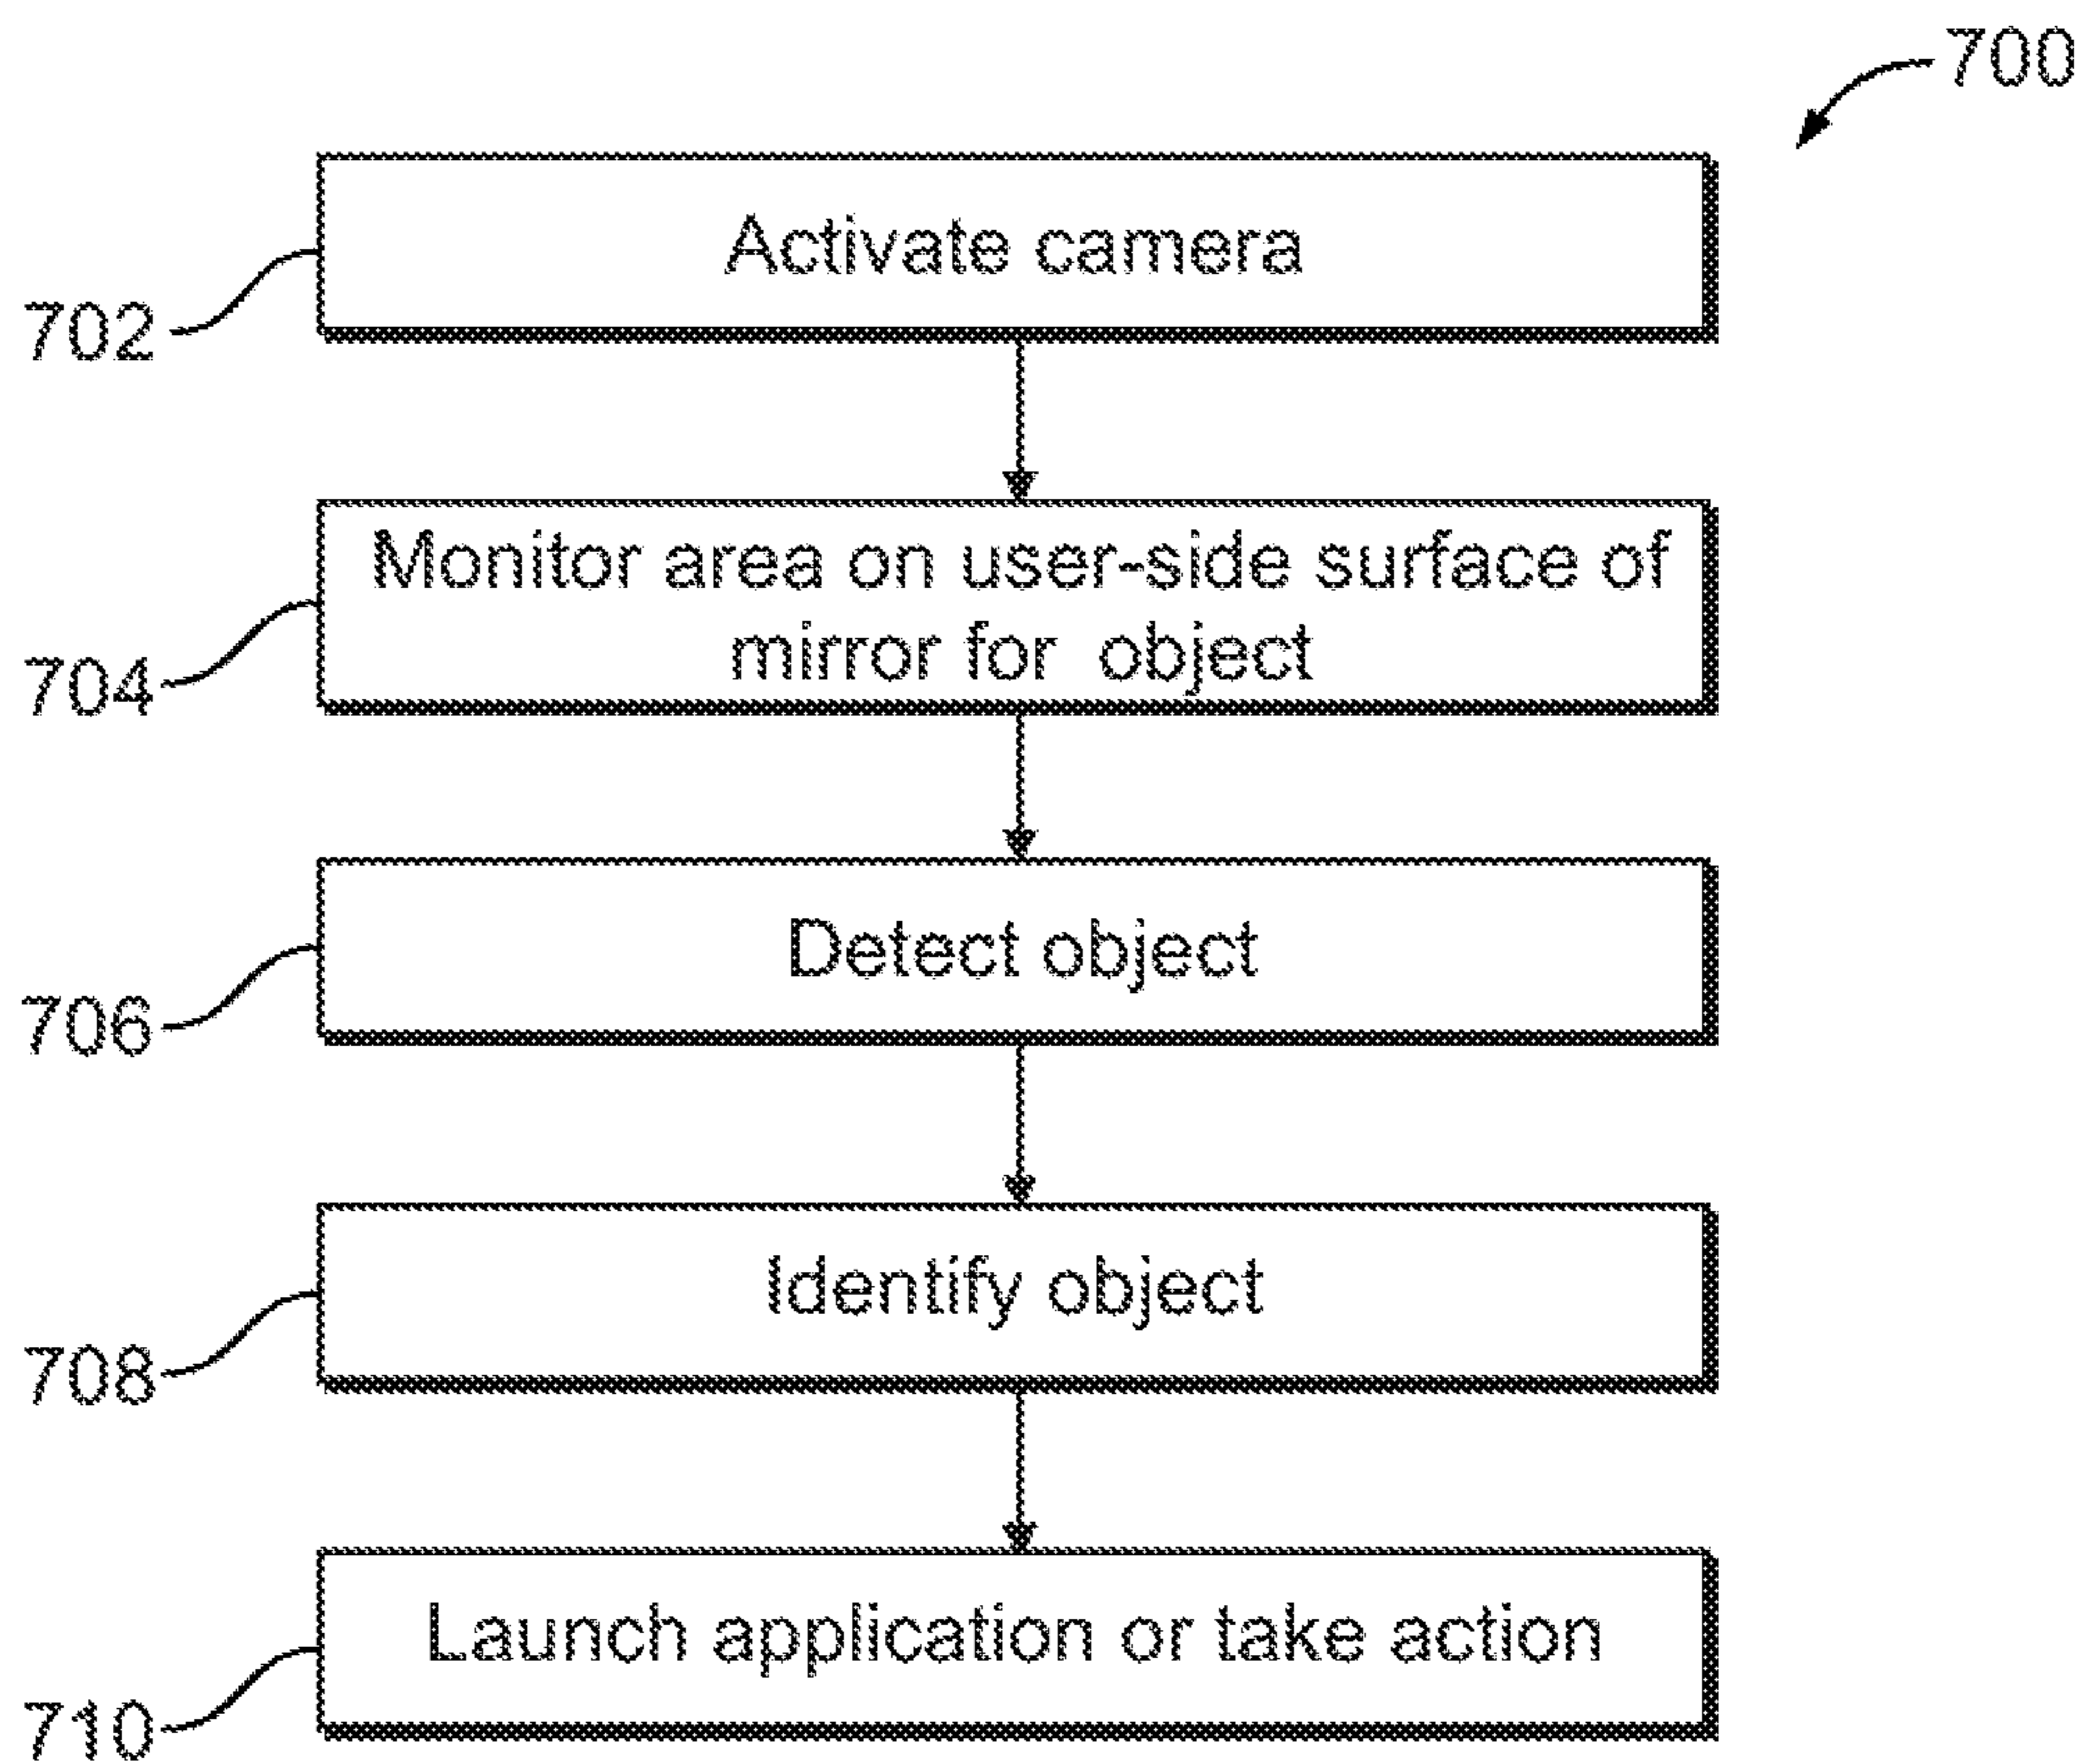 700
Activate camera
702
Monitor area on user-side surface of
mirror for object
704
Detect object
706
Identify object
708
Launch application or take action
710